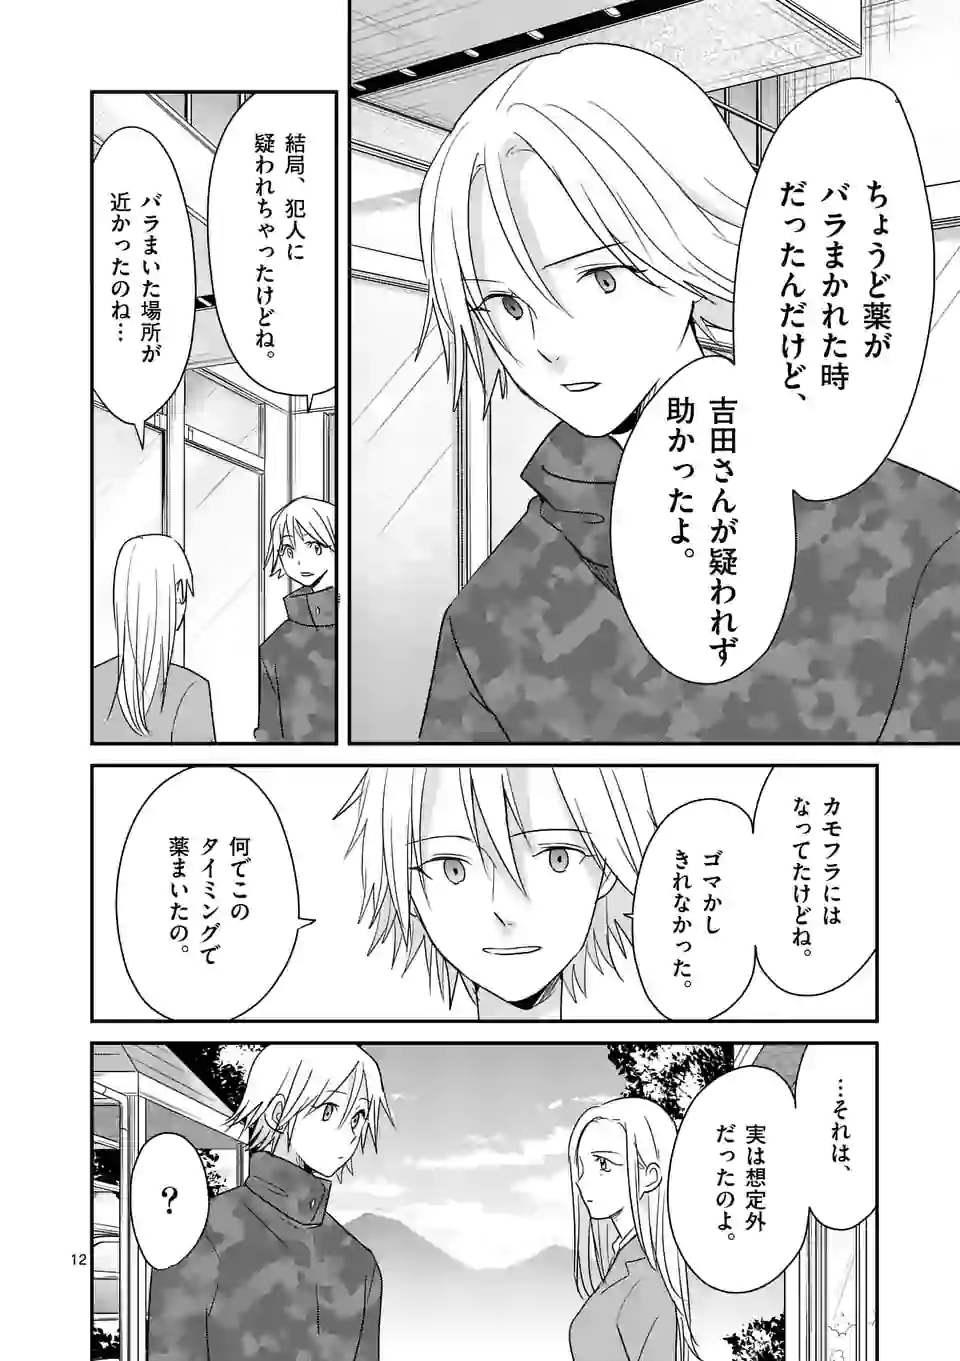 ちょうど薬が
バラまかれた時
だったんだけど、
吉田さんが疑われず
助かったよ。
結局、犯人に
疑われちゃったけどね。
バラまいた場所が
近かったのね…
カモフラには
なってたけどね。
ゴマかし
きれなかった。
何でこの
タイミングで
薬まいたの。
…それは、
実は想定外
だったのよ。
？
12